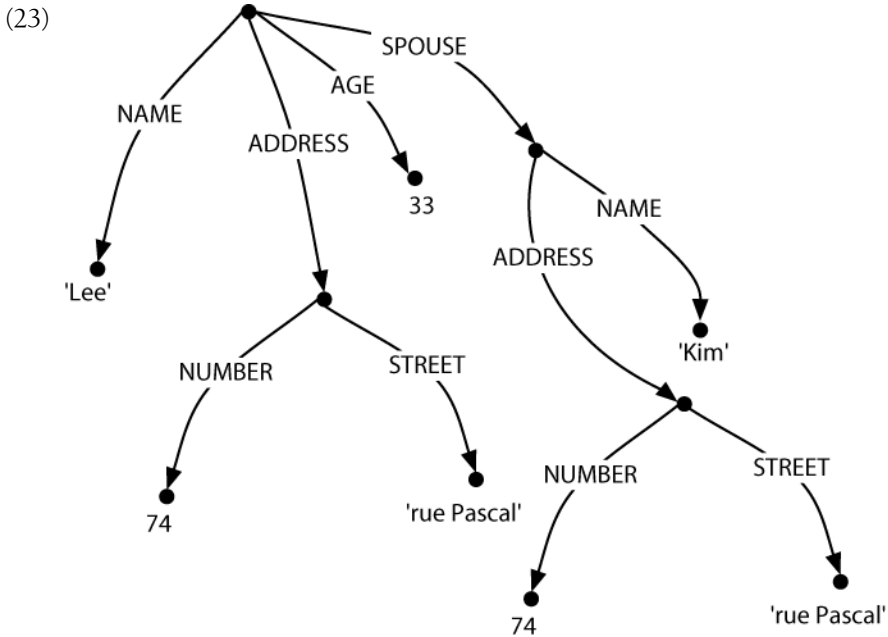 (23)
SPOUSE
AGE
NAME
ADDRESS
33
NAME
ADDRESS
'Lee'
'Kim'
NUMBER
STREET
NUMBER
STREET
74
'rue Pascal'
74
'rue Pascal'